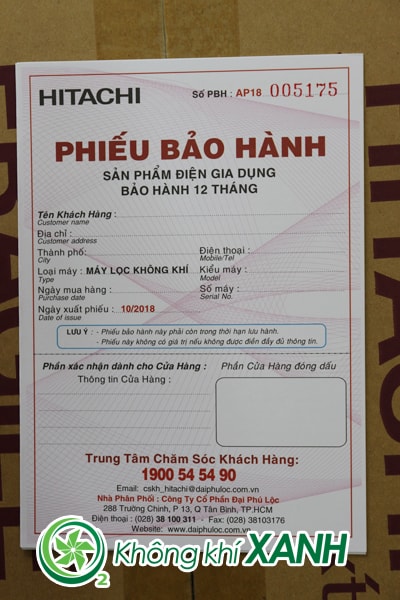 HITACHI
Số PBH : AP18 005175
PHIẾU BẢO HÀNH
SẢN PHẨM ĐIỆN GIA DỤNG
BẢO HÀNH 12 THÁNG
Tên Khách Hàng :
Customer name
Địa chỉ :
Customer address
Thành phố: Điện thoại :
City Mobile/Tel
Loại máy : MÁY LỌC KHÔNG KHÍ Kiểu máy :
Type Model
Ngày mua hàng : Số máy :
Purchase date Serial No.
Ngày xuất phiếu : 10/2018
Date of issue
LƯU Ý : - Phiếu bảo hành này phải còn trong thời hạn lưu hành.
- Phiếu này không có giá trị nếu không được điền đầy đủ thông tin.
Phần xác nhận dành cho Cửa Hàng : Phần Cửa Hàng đóng dấu
Thông tin Cửa Hàng :
Trung Tâm Chăm Sóc Khách Hàng:
1900 54 54 90
Email: cskh_hitachi@daiphuloc.com.vn
Nhà Phân Phối : Công Ty Cổ Phần Đại Phú Lộc
288 Trường Chinh, P 13, Q Tân Bình, TP.HCM
Điện thoại : (028) 38 100 311 - Fax: (028) 38103176
Website: www.daiphuloc.com.vn
O2 Không khí XANH